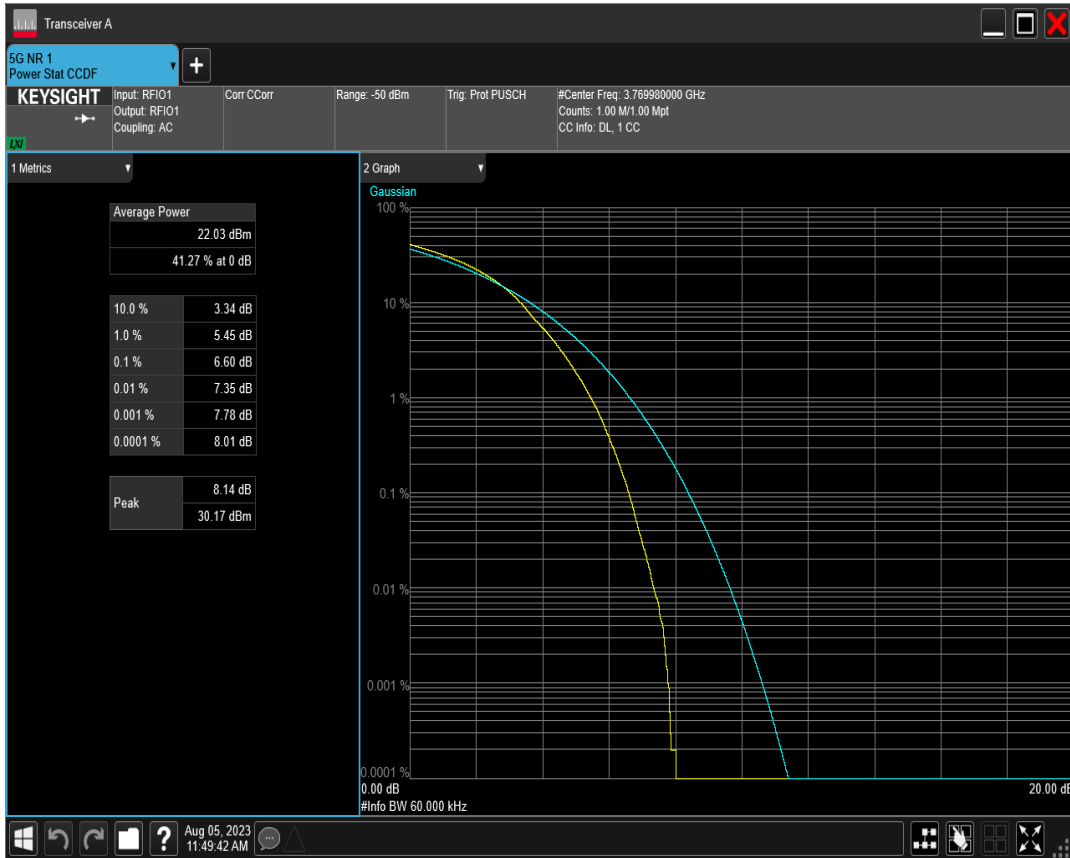 Transceiver A
5G NR 1
Power Stat CCDF
+
KEYSIGHT
LXI
Input: RFIO1
Output: RFIO1
Coupling: AC
Corr CCorr
Range: -50 dBm
Trig: Prot PUSCH
#Center Freq: 3.769980000 GHz
Counts: 1.00 M/1.00 Mpt
CC Info: DL, 1 CC
1 Metrics
Average Power
22.03 dBm
41.27 % at 0 dB
10.0 % 3.34 dB
1.0 % 5.45 dB
0.1 % 6.60 dB
0.01 % 7.35 dB
0.001 % 7.78 dB
0.0001 % 8.01 dB
Peak 8.14 dB
30.17 dBm
2 Graph
Gaussian
100 %
10 %
1 %
0.1 %
0.01 %
0.001 %
0.0001 %
0.00 dB 20.00 dB
#Info BW 60.000 kHz
?
Aug 05, 2023
11:49:42 AM